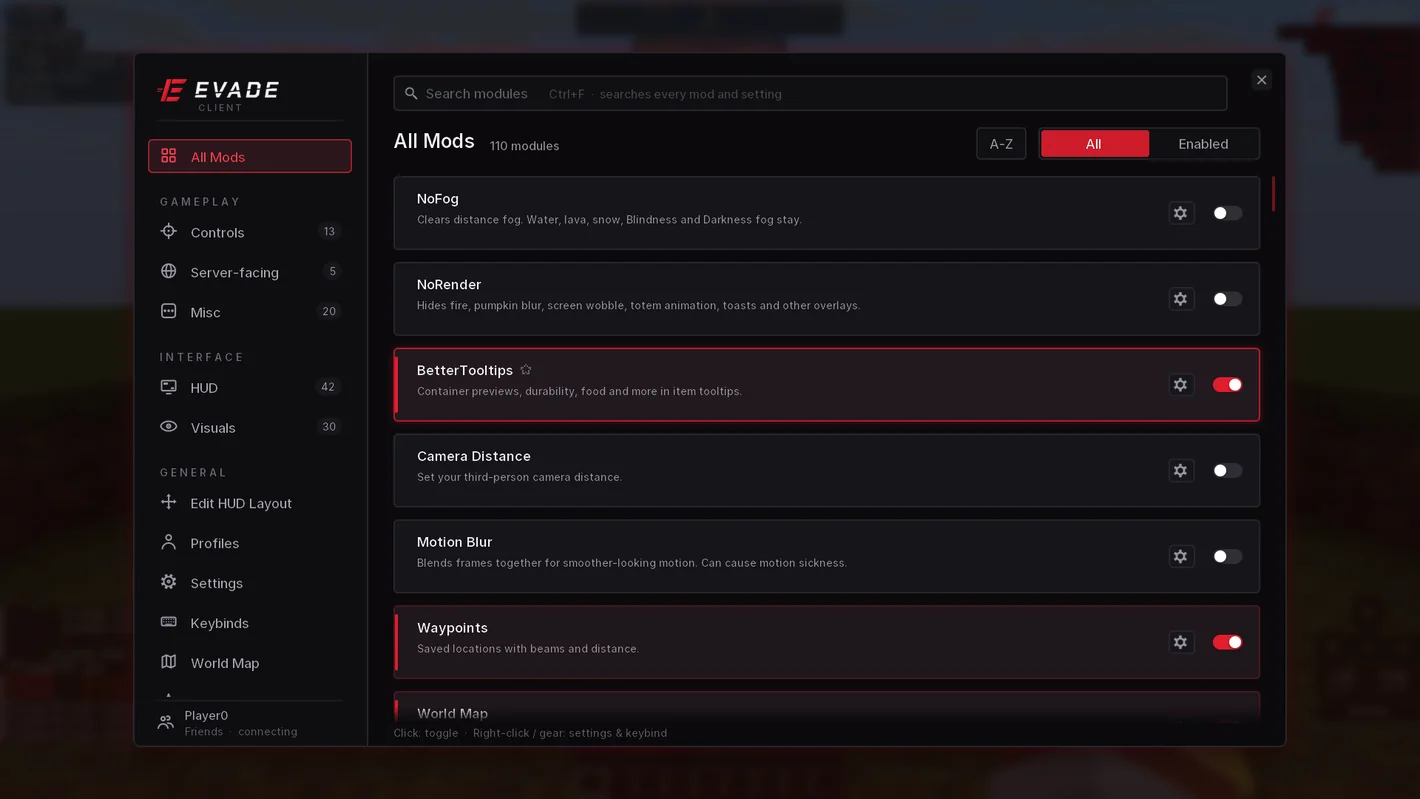 EVADE
CLIENT
All Mods
GAMEPLAY
Controls 13
Server-facing 5
Misc 20
INTERFACE
HUD 42
Visuals 30
GENERAL
Edit HUD Layout
Profiles
Settings
Keybinds
World Map
Player0
Friends · connecting
Search modules Ctrl+F · searches every mod and setting
All Mods 110 modules
A-Z All Enabled
NoFog
Clears distance fog. Water, lava, snow, Blindness and Darkness fog stay.
NoRender
Hides fire, pumpkin blur, screen wobble, totem animation, toasts and other overlays.
BetterTooltips
Container previews, durability, food and more in item tooltips.
Camera Distance
Set your third-person camera distance.
Motion Blur
Blends frames together for smoother-looking motion. Can cause motion sickness.
Waypoints
Saved locations with beams and distance.
World Map
Click: toggle · Right-click / gear: settings & keybind